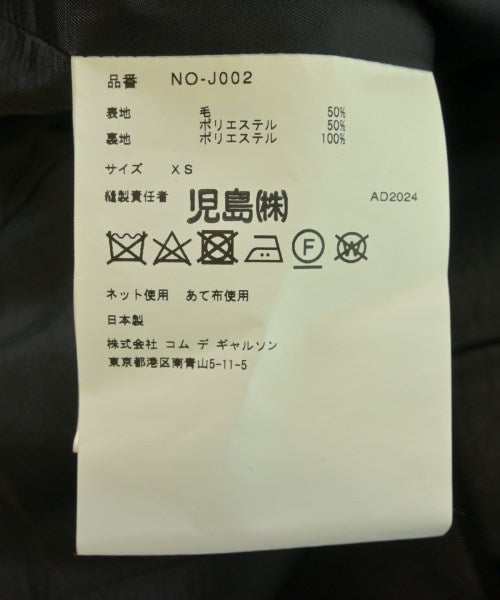 品番 NO-J002
表地 毛 50%
ポリエステル 50%
裏地 ポリエステル 100%
サイズ XS
縫製責任者 児島㈱ AD2024
F W
ネット使用 あて布使用
日本製
株式会社 コム デ ギャルソン
東京都港区南青山5-11-5